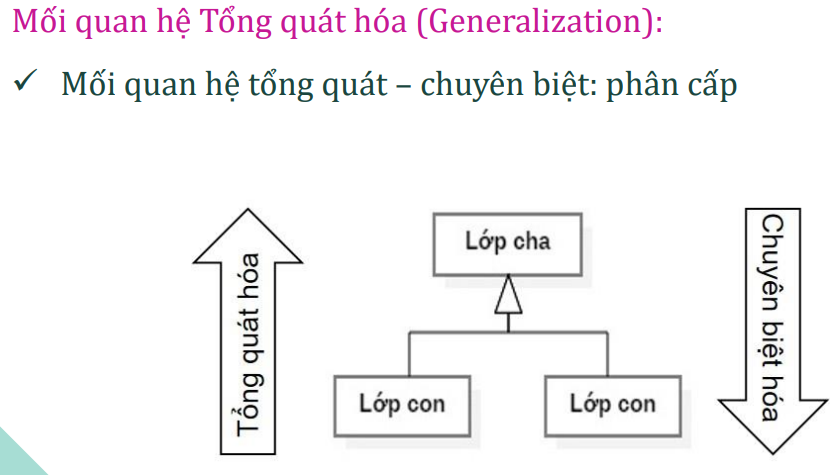 Mối quan hệ Tổng quát hóa (Generalization):
✓ Mối quan hệ tổng quát – chuyên biệt: phân cấp
Tổng quát hóa
Lớp cha
Lớp con
Lớp con
Chuyên biệt hóa